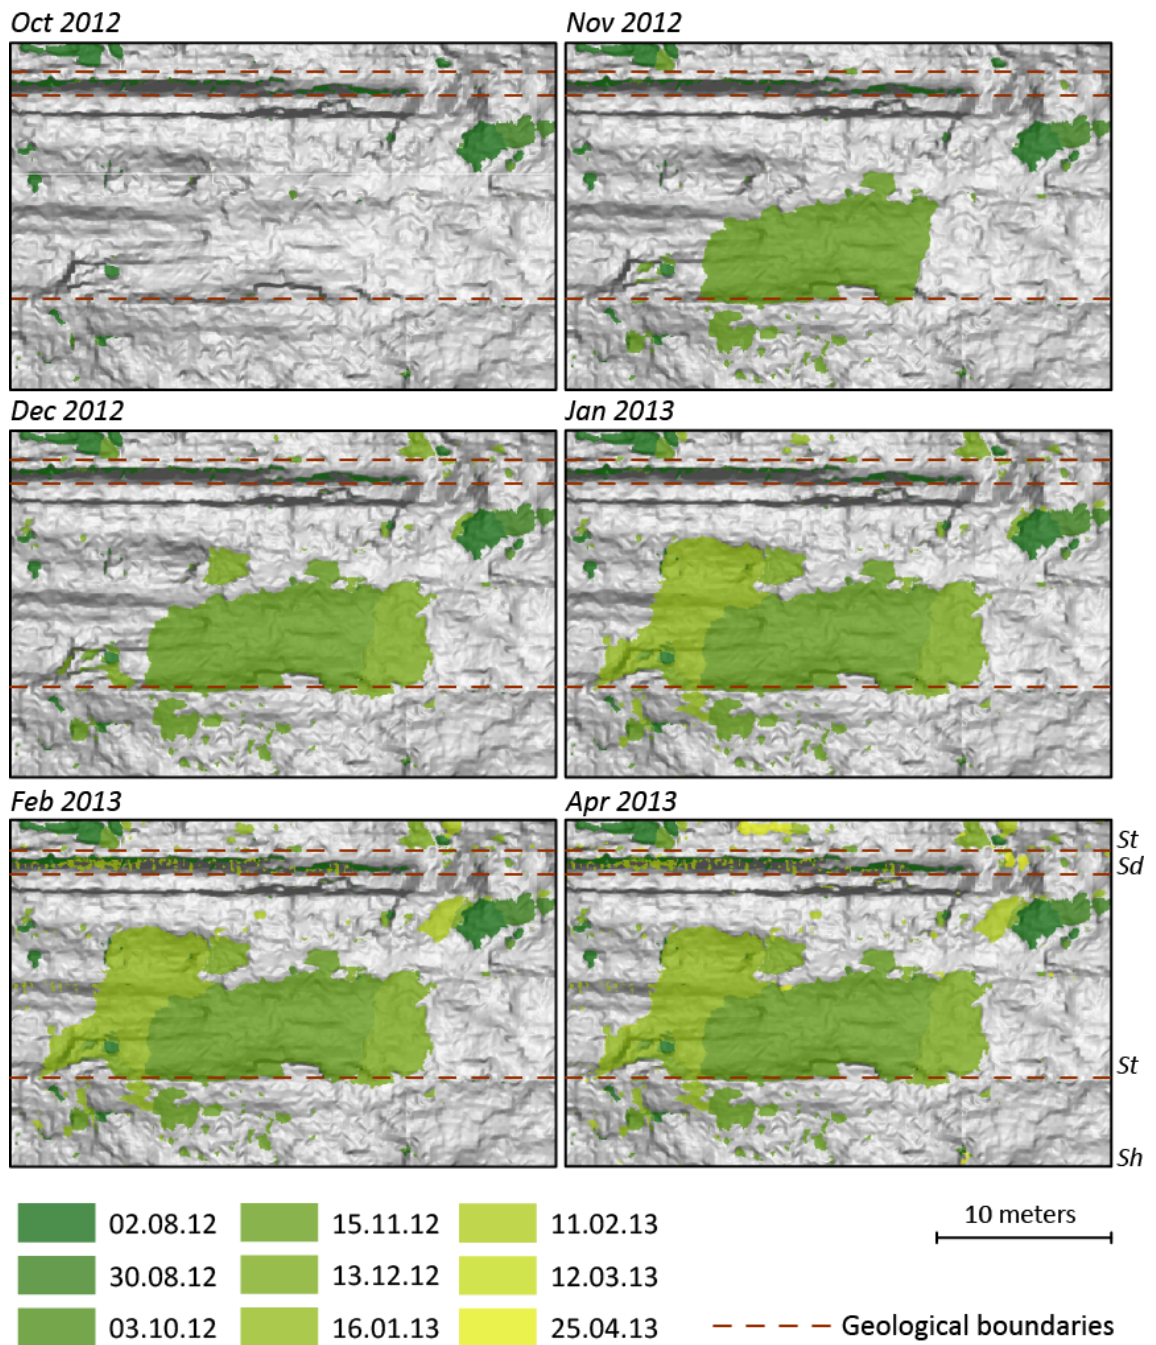 Oct 2012
Nov 2012
Dec 2012
Jan 2013
Feb 2013
Apr 2013
St
Sd
St
Sh
02.08.12
15.11.12
11.02.13
10 meters
30.08.12
13.12.12
12.03.13
03.10.12
16.01.13
25.04.13
Geological boundaries